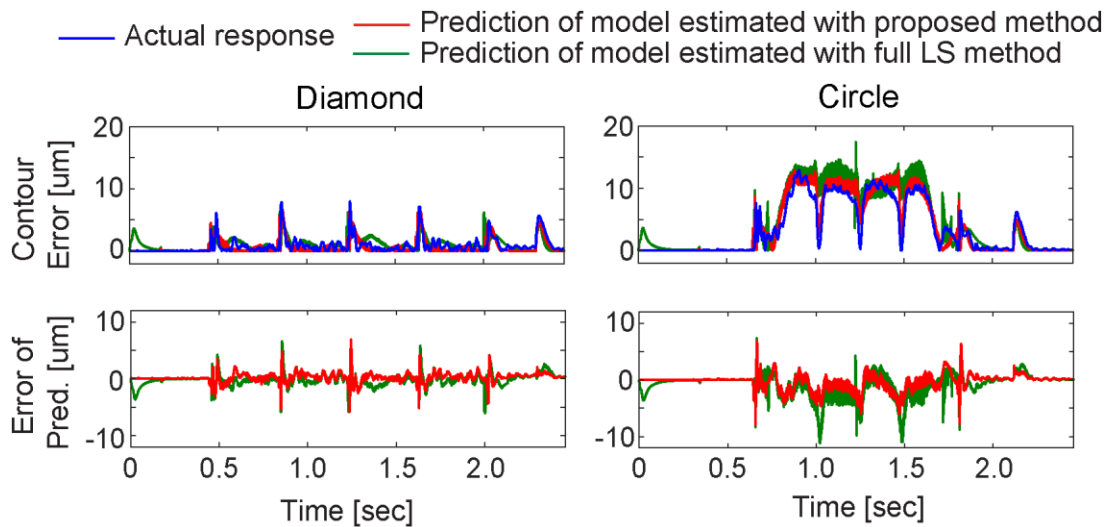 Actual response
Prediction of model estimated with proposed method
Prediction of model estimated with full LS method
Diamond
Circle
Contour
Error [um]
20
10
0
20
10
0
Error of
Pred. [um]
10
0
-10
10
0
-10
0 0.5 1.0 1.5 2.0
0 0.5 1.0 1.5 2.0
Time [sec]
Time [sec]